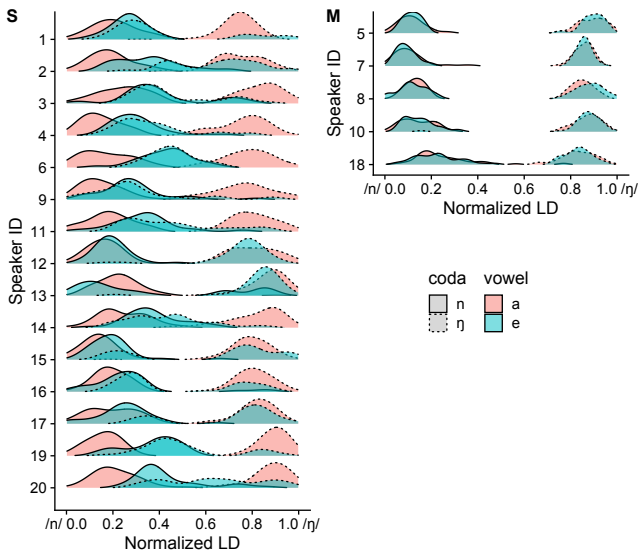 S
Speaker ID
1
2
3
4
6
9
11
12
13
14
15
16
17
19
20
/n/ 0.0 0.2 0.4 0.6 0.8 1.0 /ŋ/
Normalized LD
M
Speaker ID
5
7
8
10
18
/n/ 0.0 0.2 0.4 0.6 0.8 1.0 /ŋ/
Normalized LD
coda vowel
n a
ŋ e